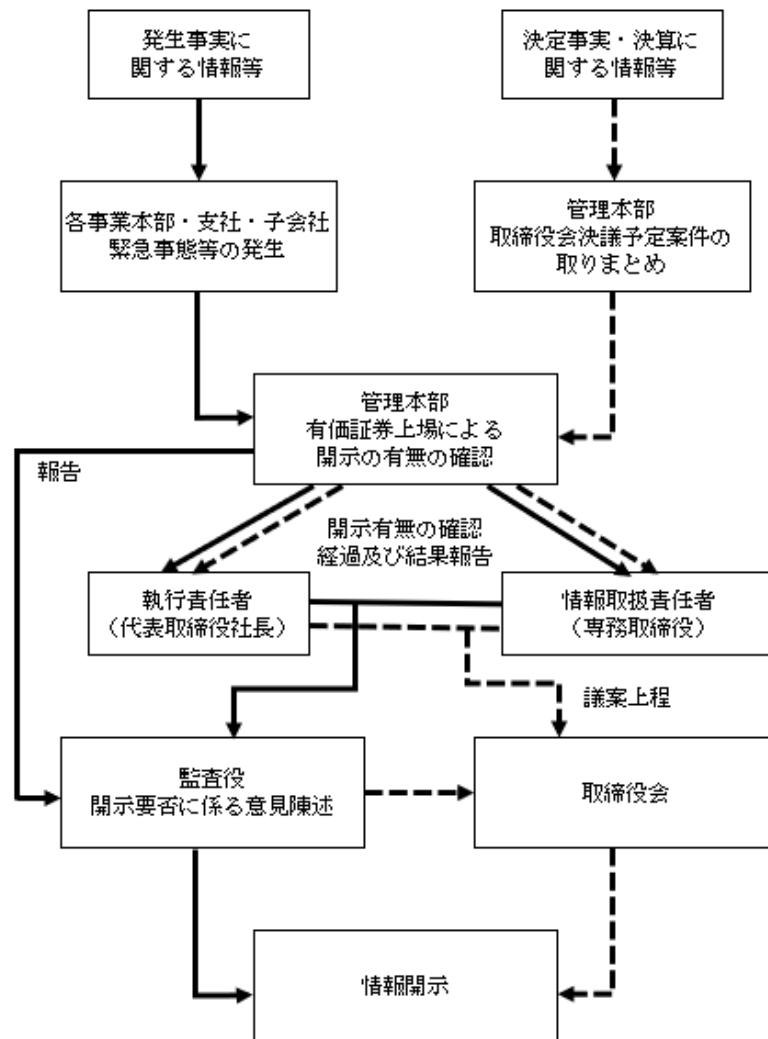 発生事実に
関する情報等
決定事実・決算に
関する情報等
各事業本部・支社・子会社
緊急事態等の発生
管理本部
取締役会決議予定案件の
取りまとめ
管理本部
有価証券上場による
開示の有無の確認
報告
開示有無の確認
経過及び結果報告
執行責任者
（代表取締役社長）
情報取扱責任者
（専務取締役）
議案上程
監査役
開示要否に係る意見陳述
取締役会
情報開示